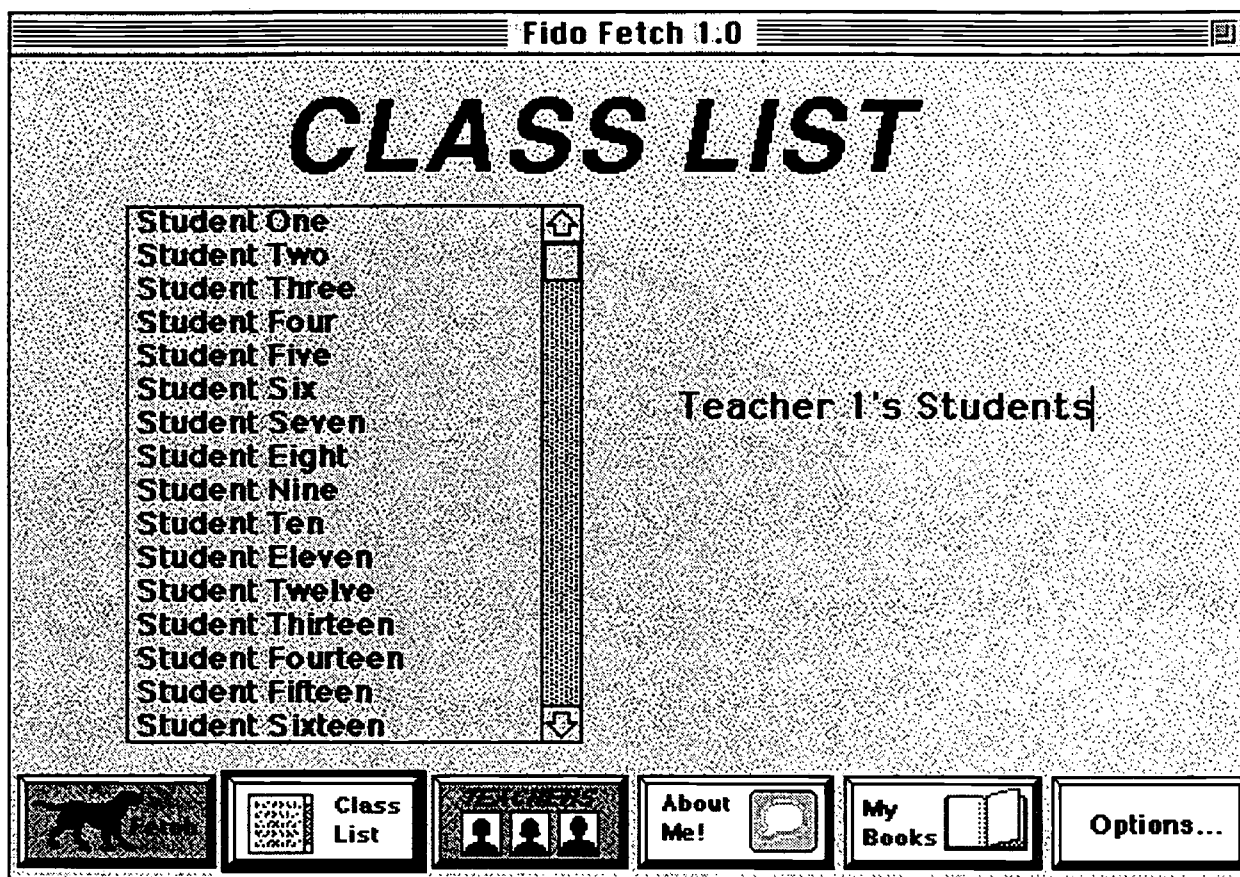 Fido Fetch 1.0
CLASS LIST
Student One
Student Two
Student Three
Student Four
Student Five
Student Six
Student Seven
Student Eight
Student Nine
Student Ten
Student Eleven
Student Twelve
Student Thirteen
Student Fourteen
Student Fifteen
Student Sixteen
Teacher 1's Students
Fetch
Class
List
TEACHERS
About
Me!
My
Books
Options...